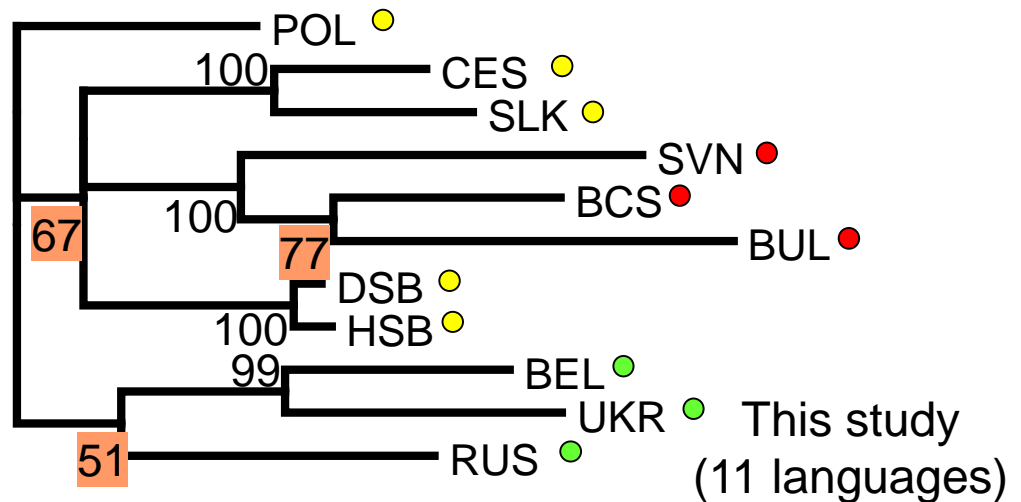 POL
100
CES
SLK
SVN
BCS
100
67
77
BUL
DSB
100
HSB
99
BEL
UKR
This study
51
RUS
(11 languages)